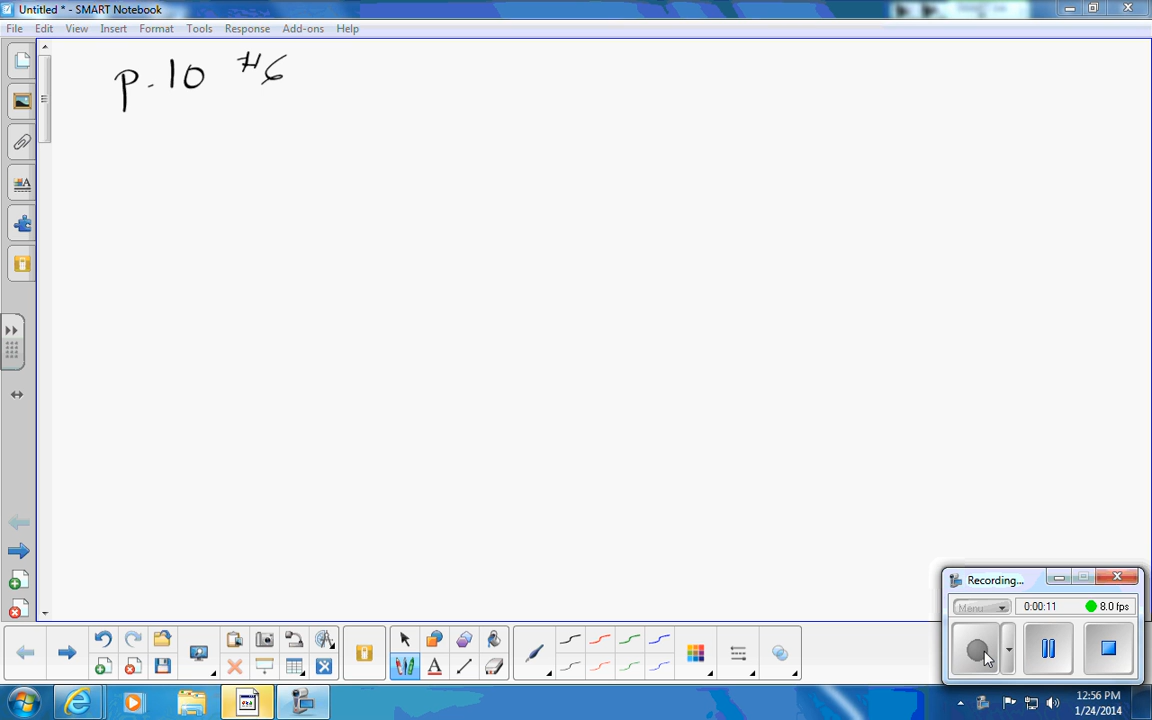 Untitled * - SMART Notebook
File Edit View Insert Format Tools Response Add-ons Help
p. 10 #6
Recording...
Menu 0:00:11 8.0 fps
A
12:56 PM
1/24/2014